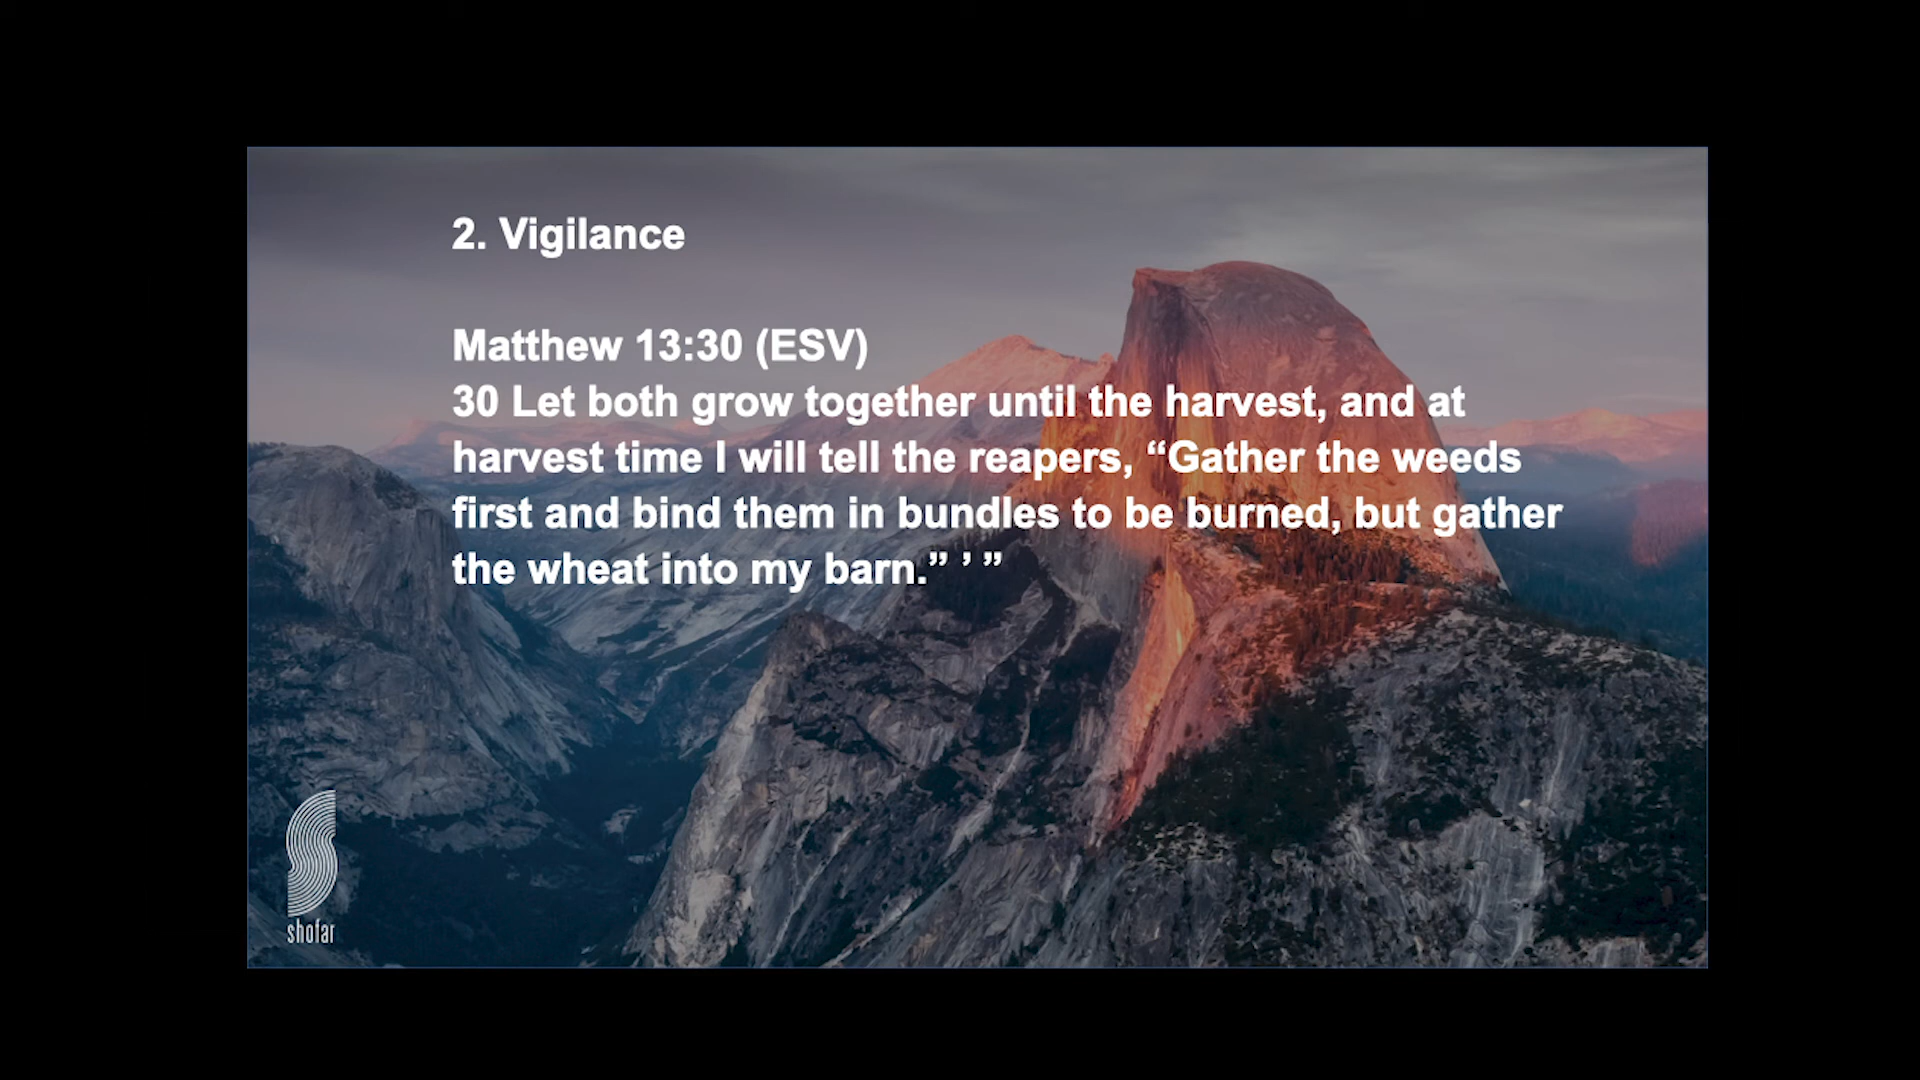 2. Vigilance
Matthew 13:30 (ESV)
30 Let both grow together until the harvest, and at
harvest time I will tell the reapers, “Gather the weeds
first and bind them in bundles to be burned, but gather
the wheat into my barn.” ’ ”
shofar